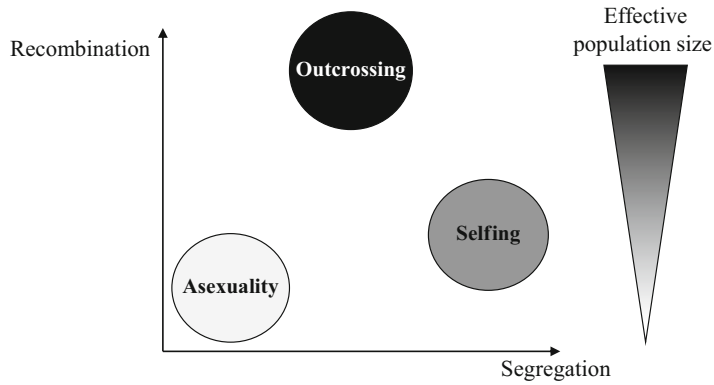 Effective
population size
Recombination
Outcrossing
Selfing
Asexuality
Segregation